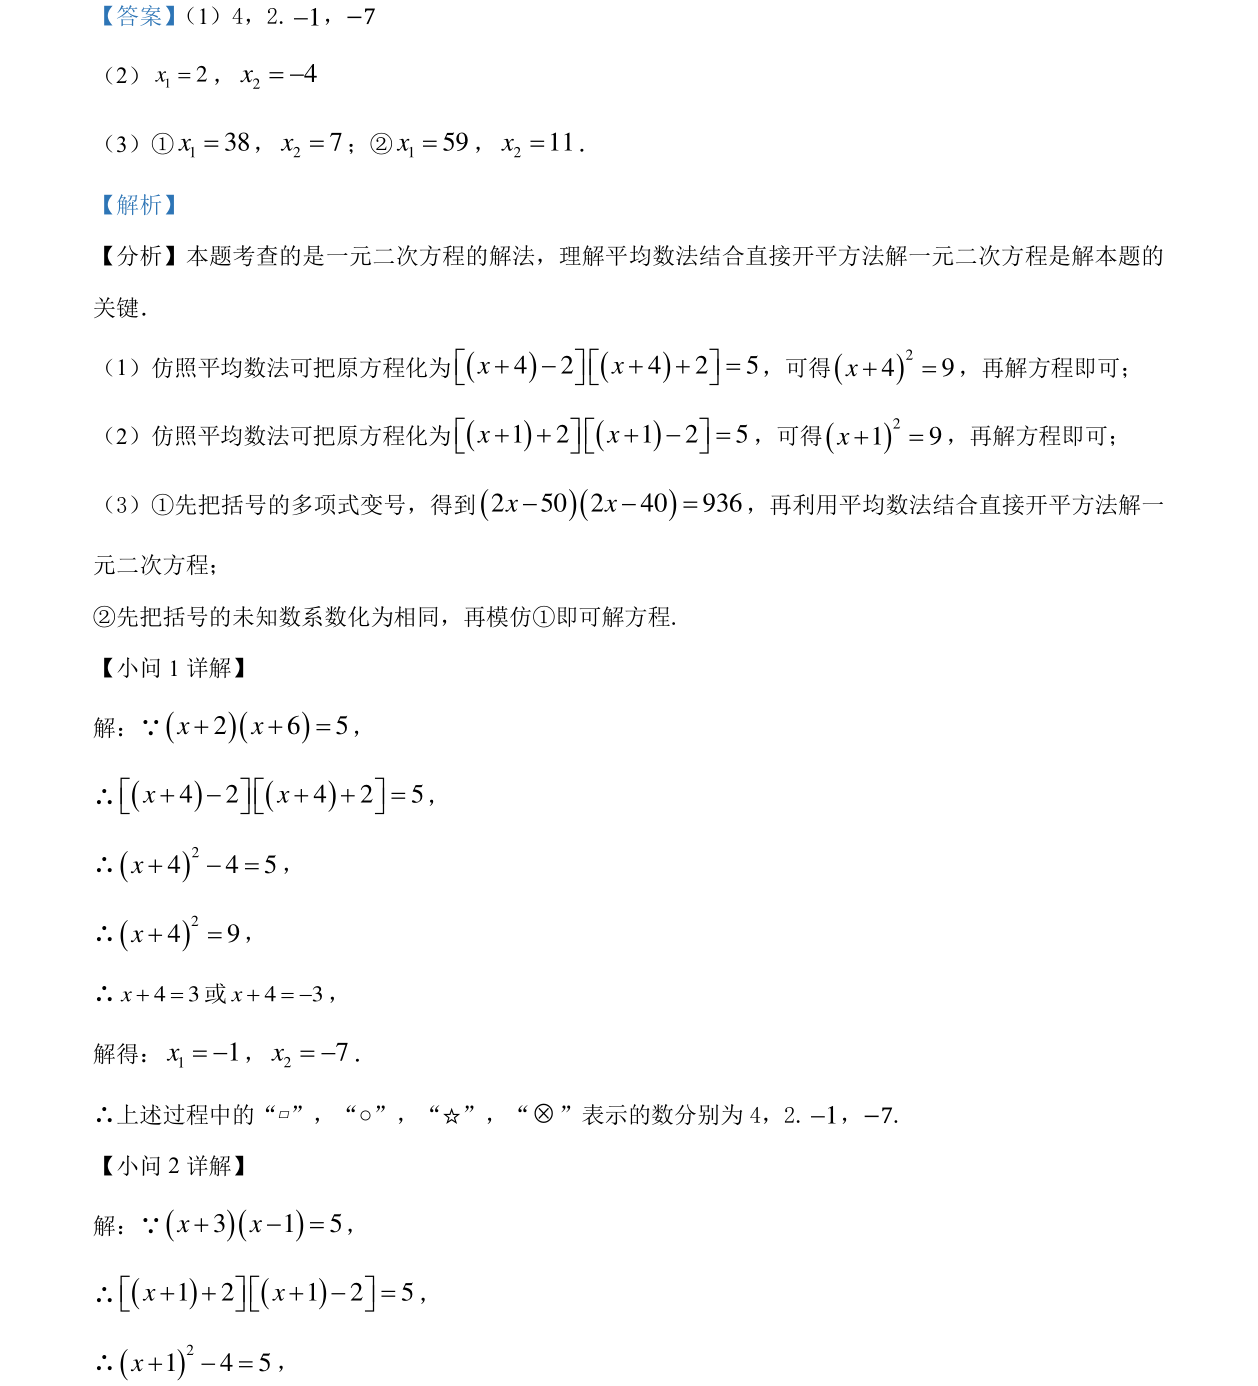 【答案】（1）4，2. −1，−7
（2）x₁ = 2，x₂ = −4
（3）①x₁ = 38，x₂ = 7；②x₁ = 59，x₂ = 11．
【解析】
【分析】本题考查的是一元二次方程的解法，理解平均数法结合直接开平方法解一元二次方程是解本题的
关键．
（1）仿照平均数法可把原方程化为[(x+4)−2][(x+4)+2]=5，可得(x+4)² = 9，再解方程即可；
（2）仿照平均数法可把原方程化为[(x+1)+2][(x+1)−2]=5，可得(x+1)² = 9，再解方程即可；
（3）①先把括号的多项式变号，得到(2x−50)(2x−40)=936，再利用平均数法结合直接开平方法解一
元二次方程；
②先把括号的未知数系数化为相同，再模仿①即可解方程.
【小问 1 详解】
解：∵(x+2)(x+6)=5，
∴[(x+4)−2][(x+4)+2]=5，
∴(x+4)² −4=5，
∴(x+4)² =9，
∴x+4=3或x+4=−3，
解得：x₁ = −1，x₂ = −7．
∴上述过程中的“▱”，“○”，“☆”，“⊗”表示的数分别为 4，2. −1，−7.
【小问 2 详解】
解：∵(x+3)(x−1)=5，
∴[(x+1)+2][(x+1)−2]=5，
∴(x+1)² −4=5，